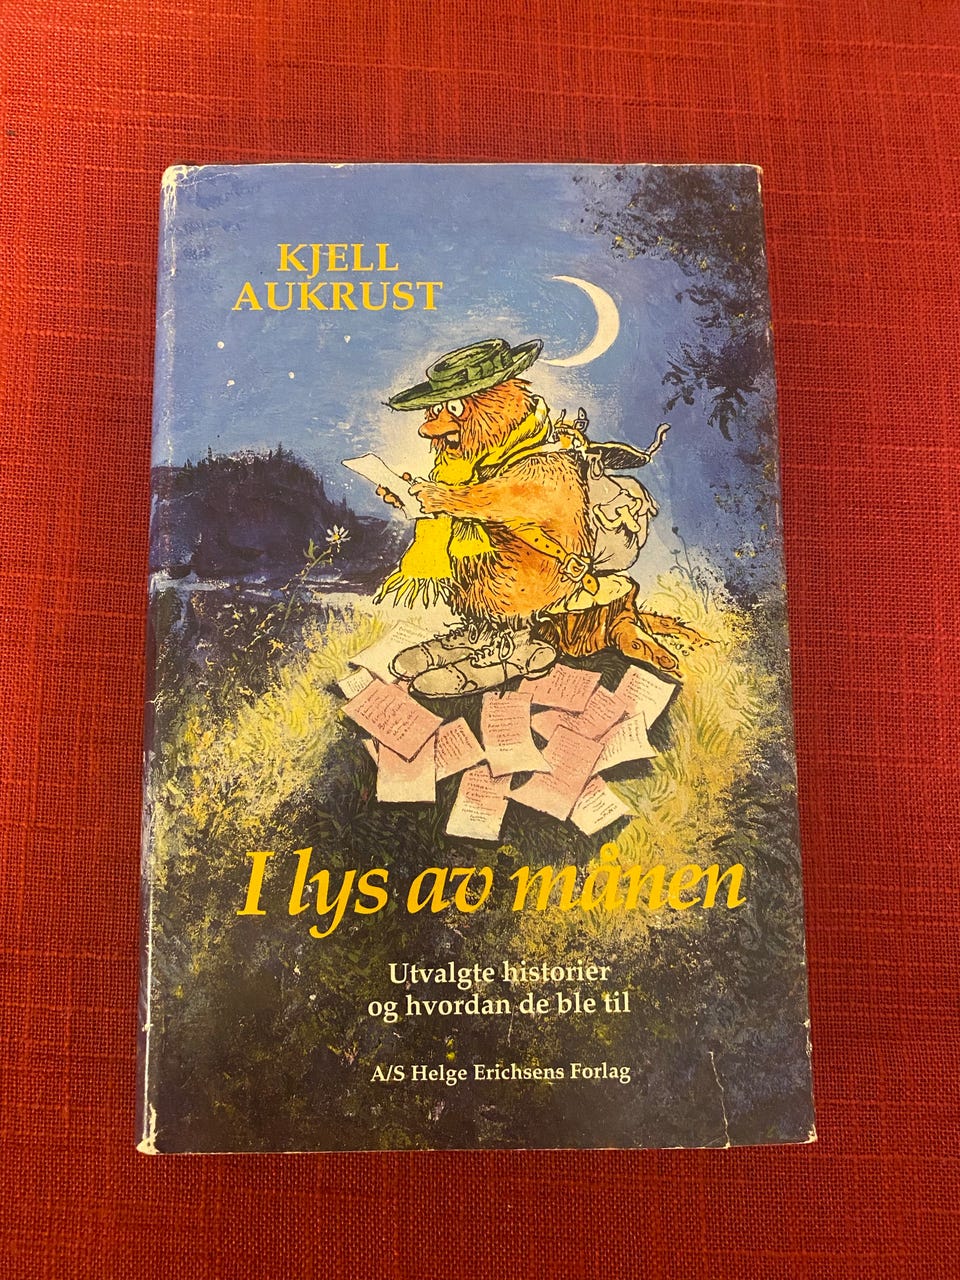 KJELL
AUKRUST
I lys av månen
Utvalgte historier
og hvordan de ble til
A/S Helge Erichsens Forlag